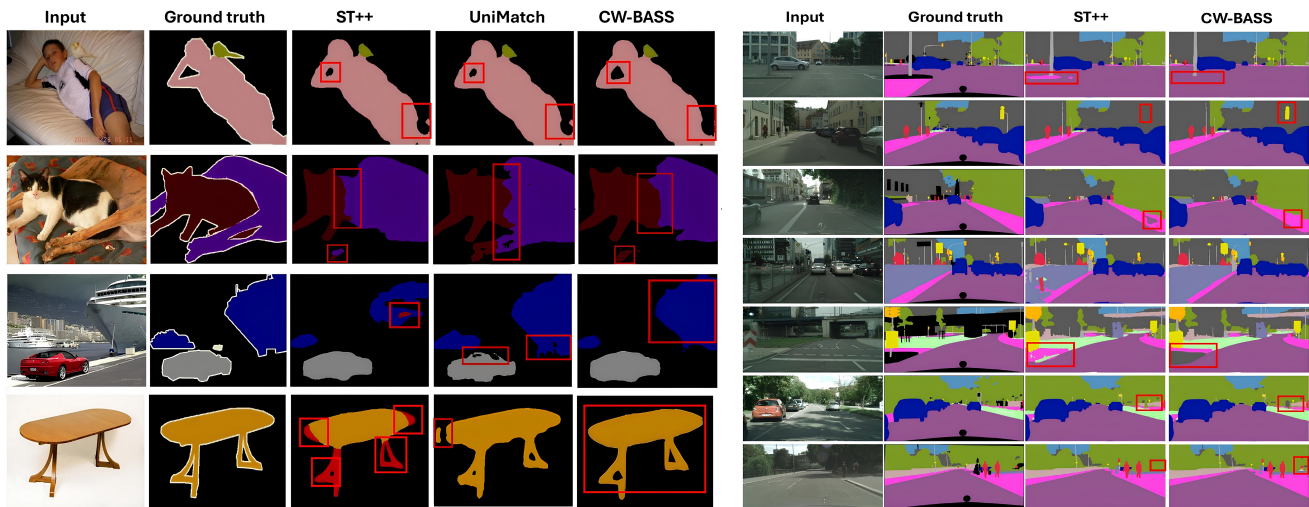 Input Ground truth ST++ UniMatch CW-BASS
Input Ground truth ST++ CW-BASS